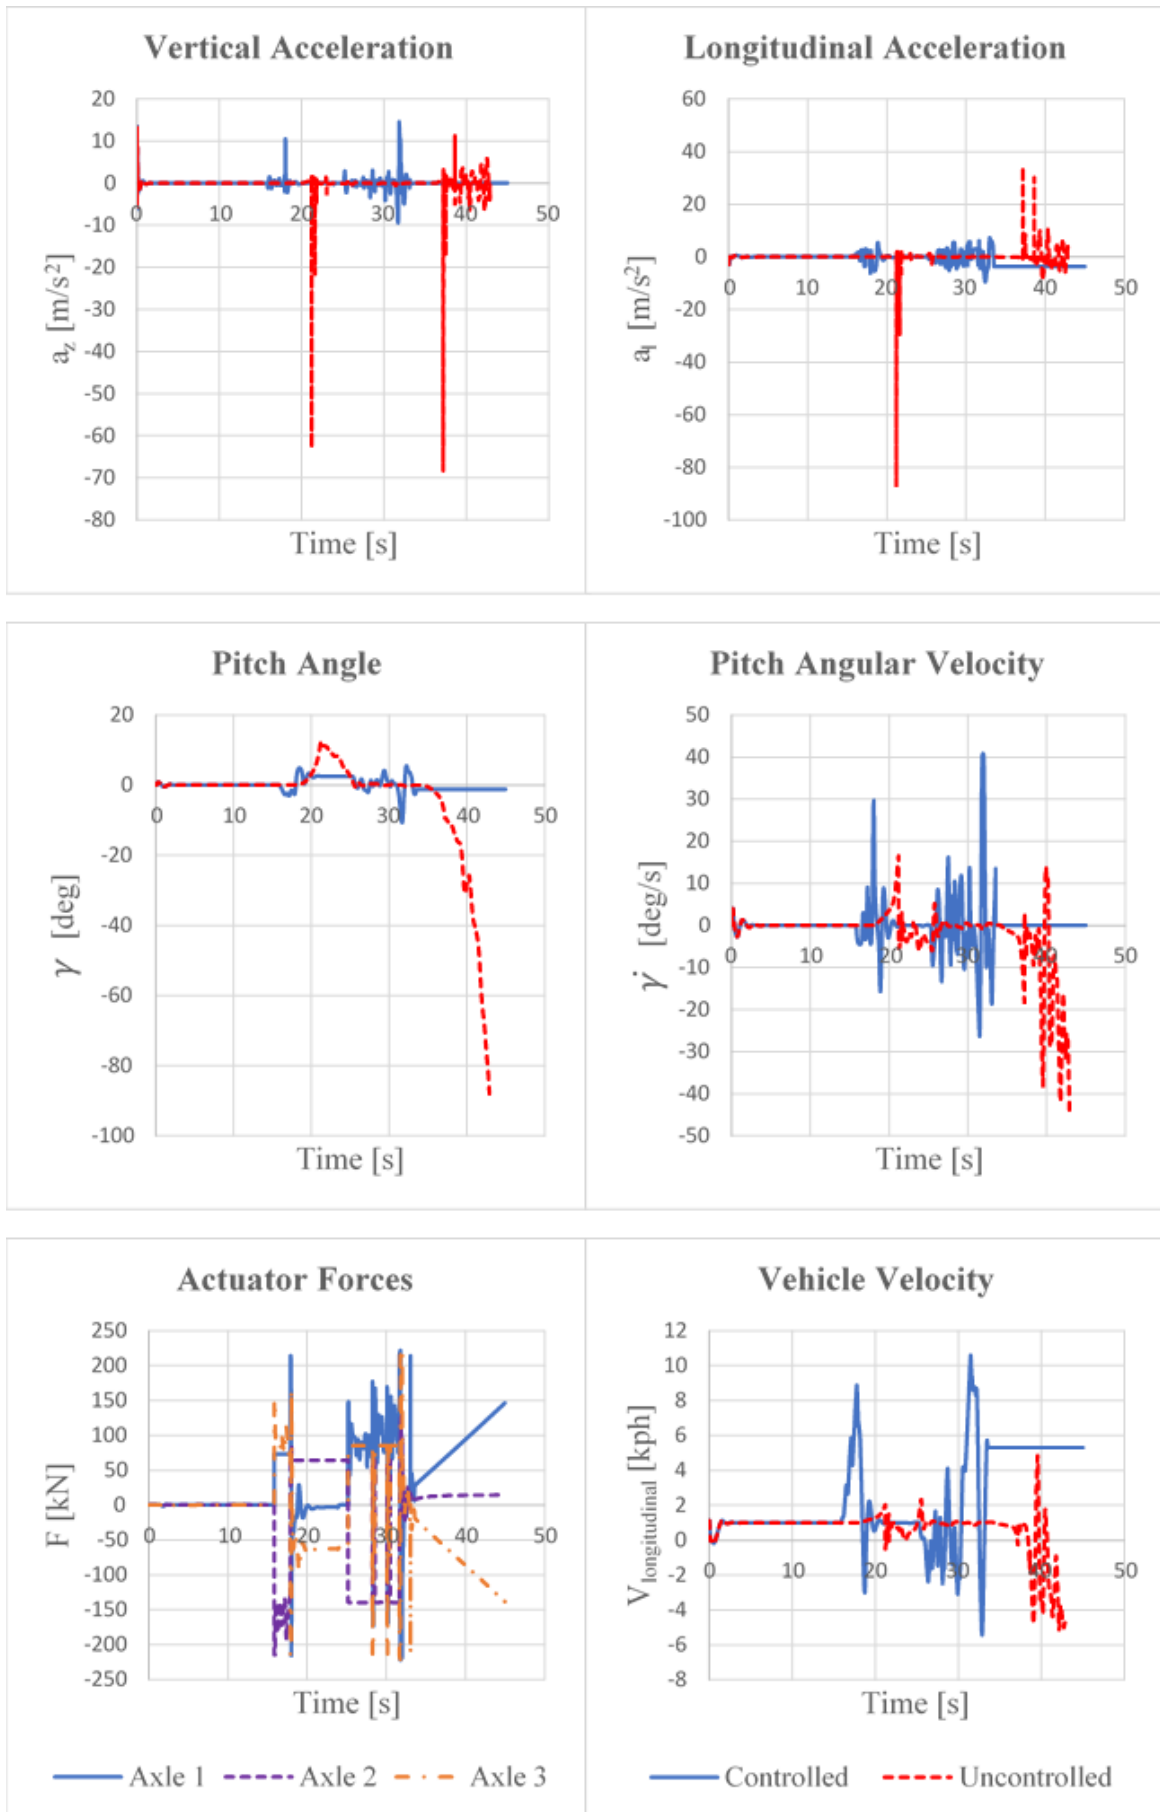 Vertical Acceleration
20
10
0
-10
-20
-30
-40
-50
-60
-70
-80
0 10 20 30 40 50
a_z [m/s²]
Time [s]
Longitudinal Acceleration
60
40
20
0
-20
-40
-60
-80
-100
0 10 20 30 40 50
a_l [m/s²]
Time [s]
Pitch Angle
20
0
-20
-40
-60
-80
-100
0 10 20 30 40 50
γ [deg]
Time [s]
Pitch Angular Velocity
50
40
30
20
10
0
-10
-20
-30
-40
-50
0 10 20 30 40 50
γ̇ [deg/s]
Time [s]
Actuator Forces
250
200
150
100
50
0
-50
-100
-150
-200
-250
0 10 20 30 40 50
F [kN]
Time [s]
Axle 1 Axle 2 Axle 3
Vehicle Velocity
12
10
8
6
4
2
0
-2
-4
-6
-8
0 10 20 30 40 50
V_longitudinal [kph]
Time [s]
Controlled Uncontrolled